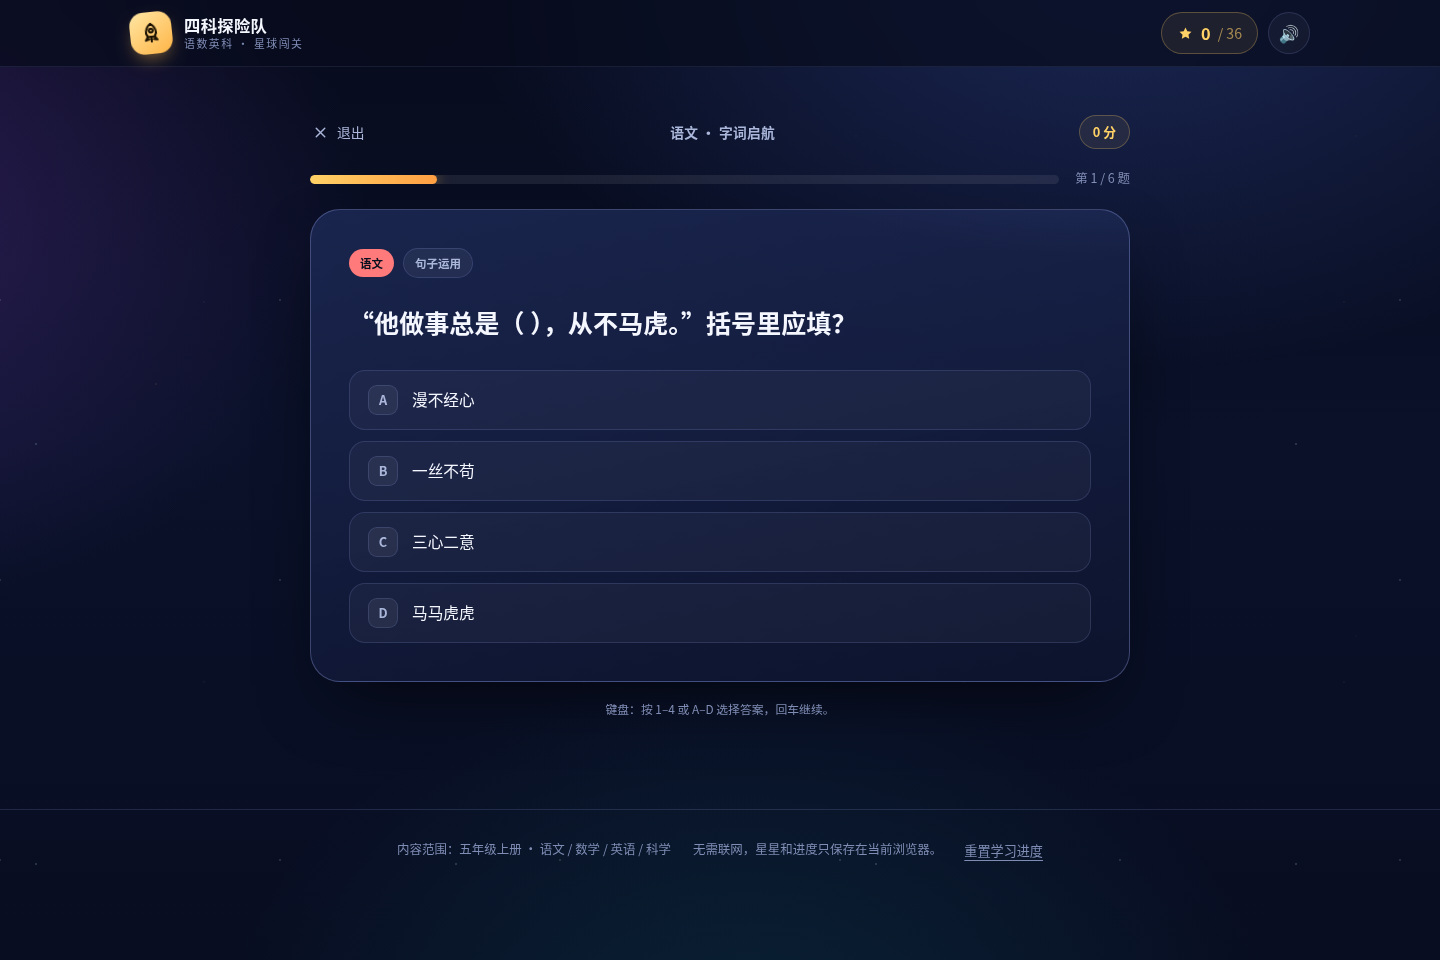 四科探险队
语数英科 · 星球闯关
★ 0 / 36
× 退出
语文 · 字词启航
0 分
第 1 / 6 题
语文
句子运用
“他做事总是（ ），从不马虎。”括号里应填？
A 漫不经心
B 一丝不苟
C 三心二意
D 马马虎虎
键盘：按 1–4 或 A–D 选择答案，回车继续。
内容范围：五年级上册 · 语文 / 数学 / 英语 / 科学
无需联网，星星和进度只保存在当前浏览器。
重置学习进度